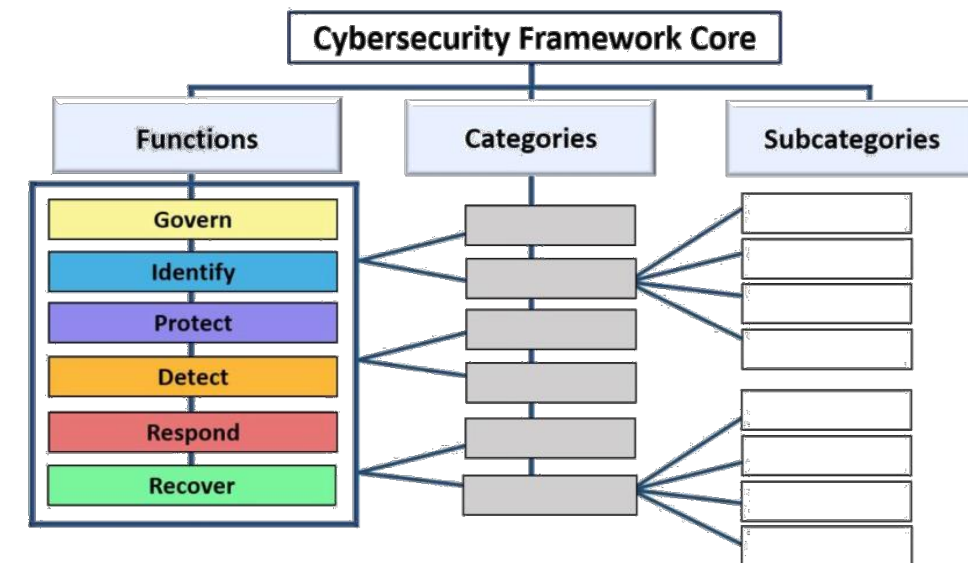 Cybersecurity Framework Core
Functions
Categories
Subcategories
Govern
Identify
Protect
Detect
Respond
Recover